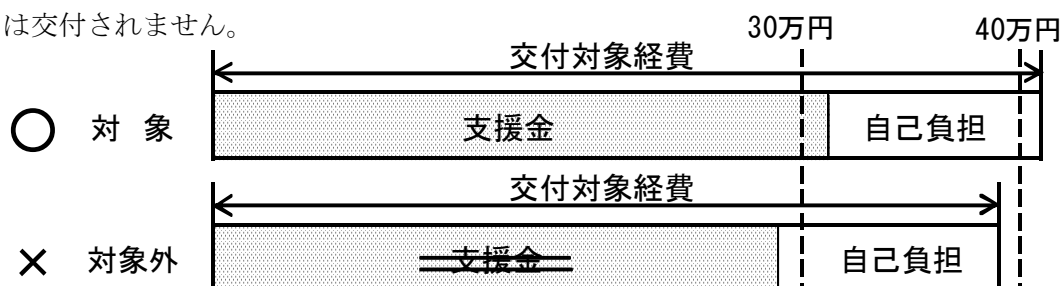 は交付されません。
30万円 40万円
交付対象経費
○ 対 象 支援金 自己負担
交付対象経費
× 対象外 支援金 自己負担